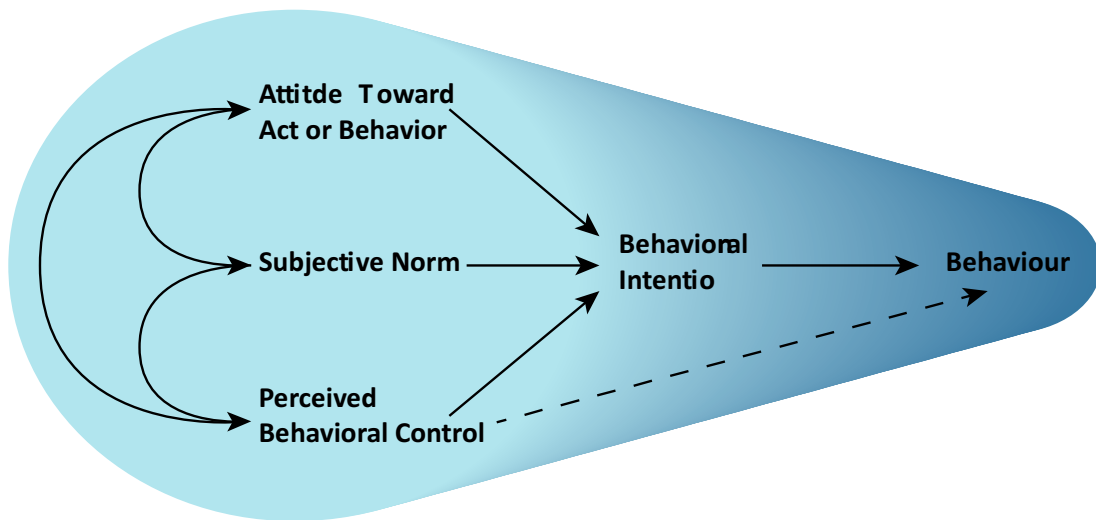 Attitde Toward
Act or Behavior
Subjective Norm
Behavioral
Intentio
Behaviour
Perceived
Behavioral Control